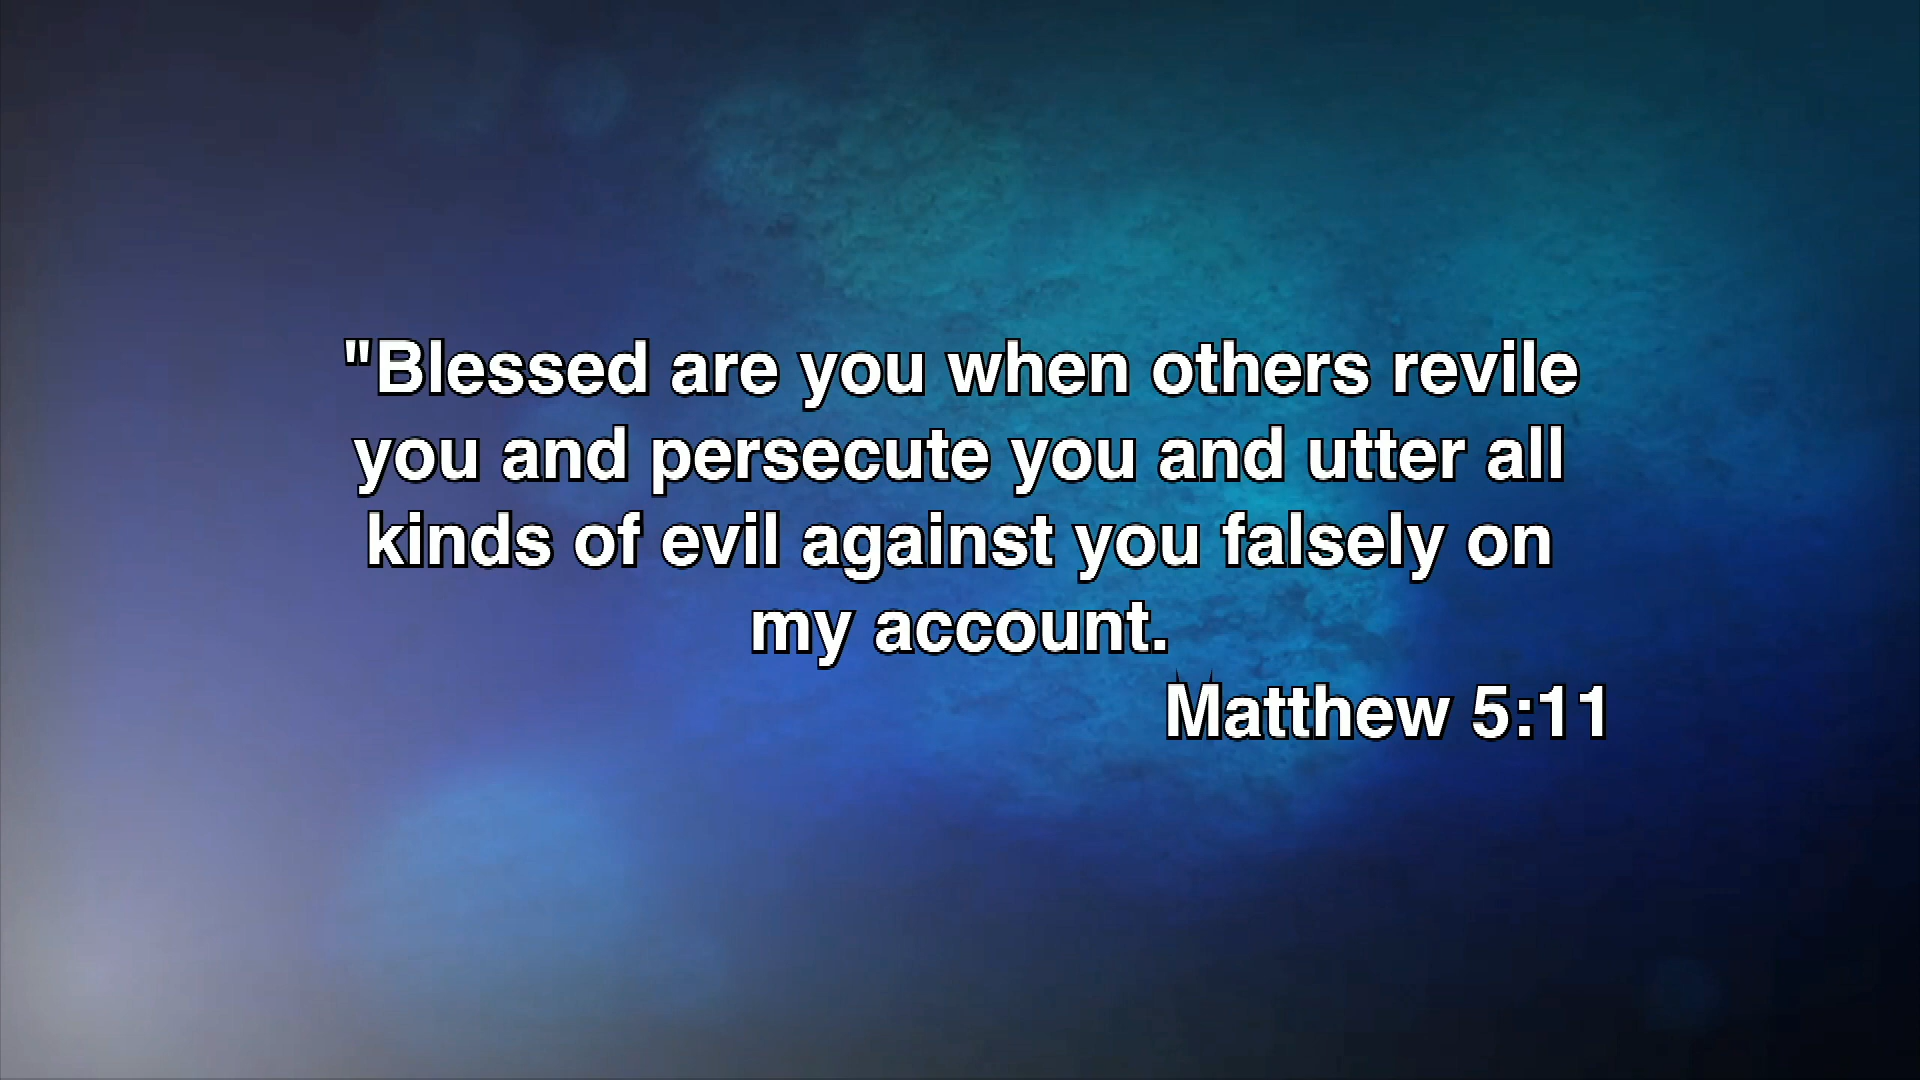 "Blessed are you when others revile
you and persecute you and utter all
kinds of evil against you falsely on
my account.
Matthew 5:11